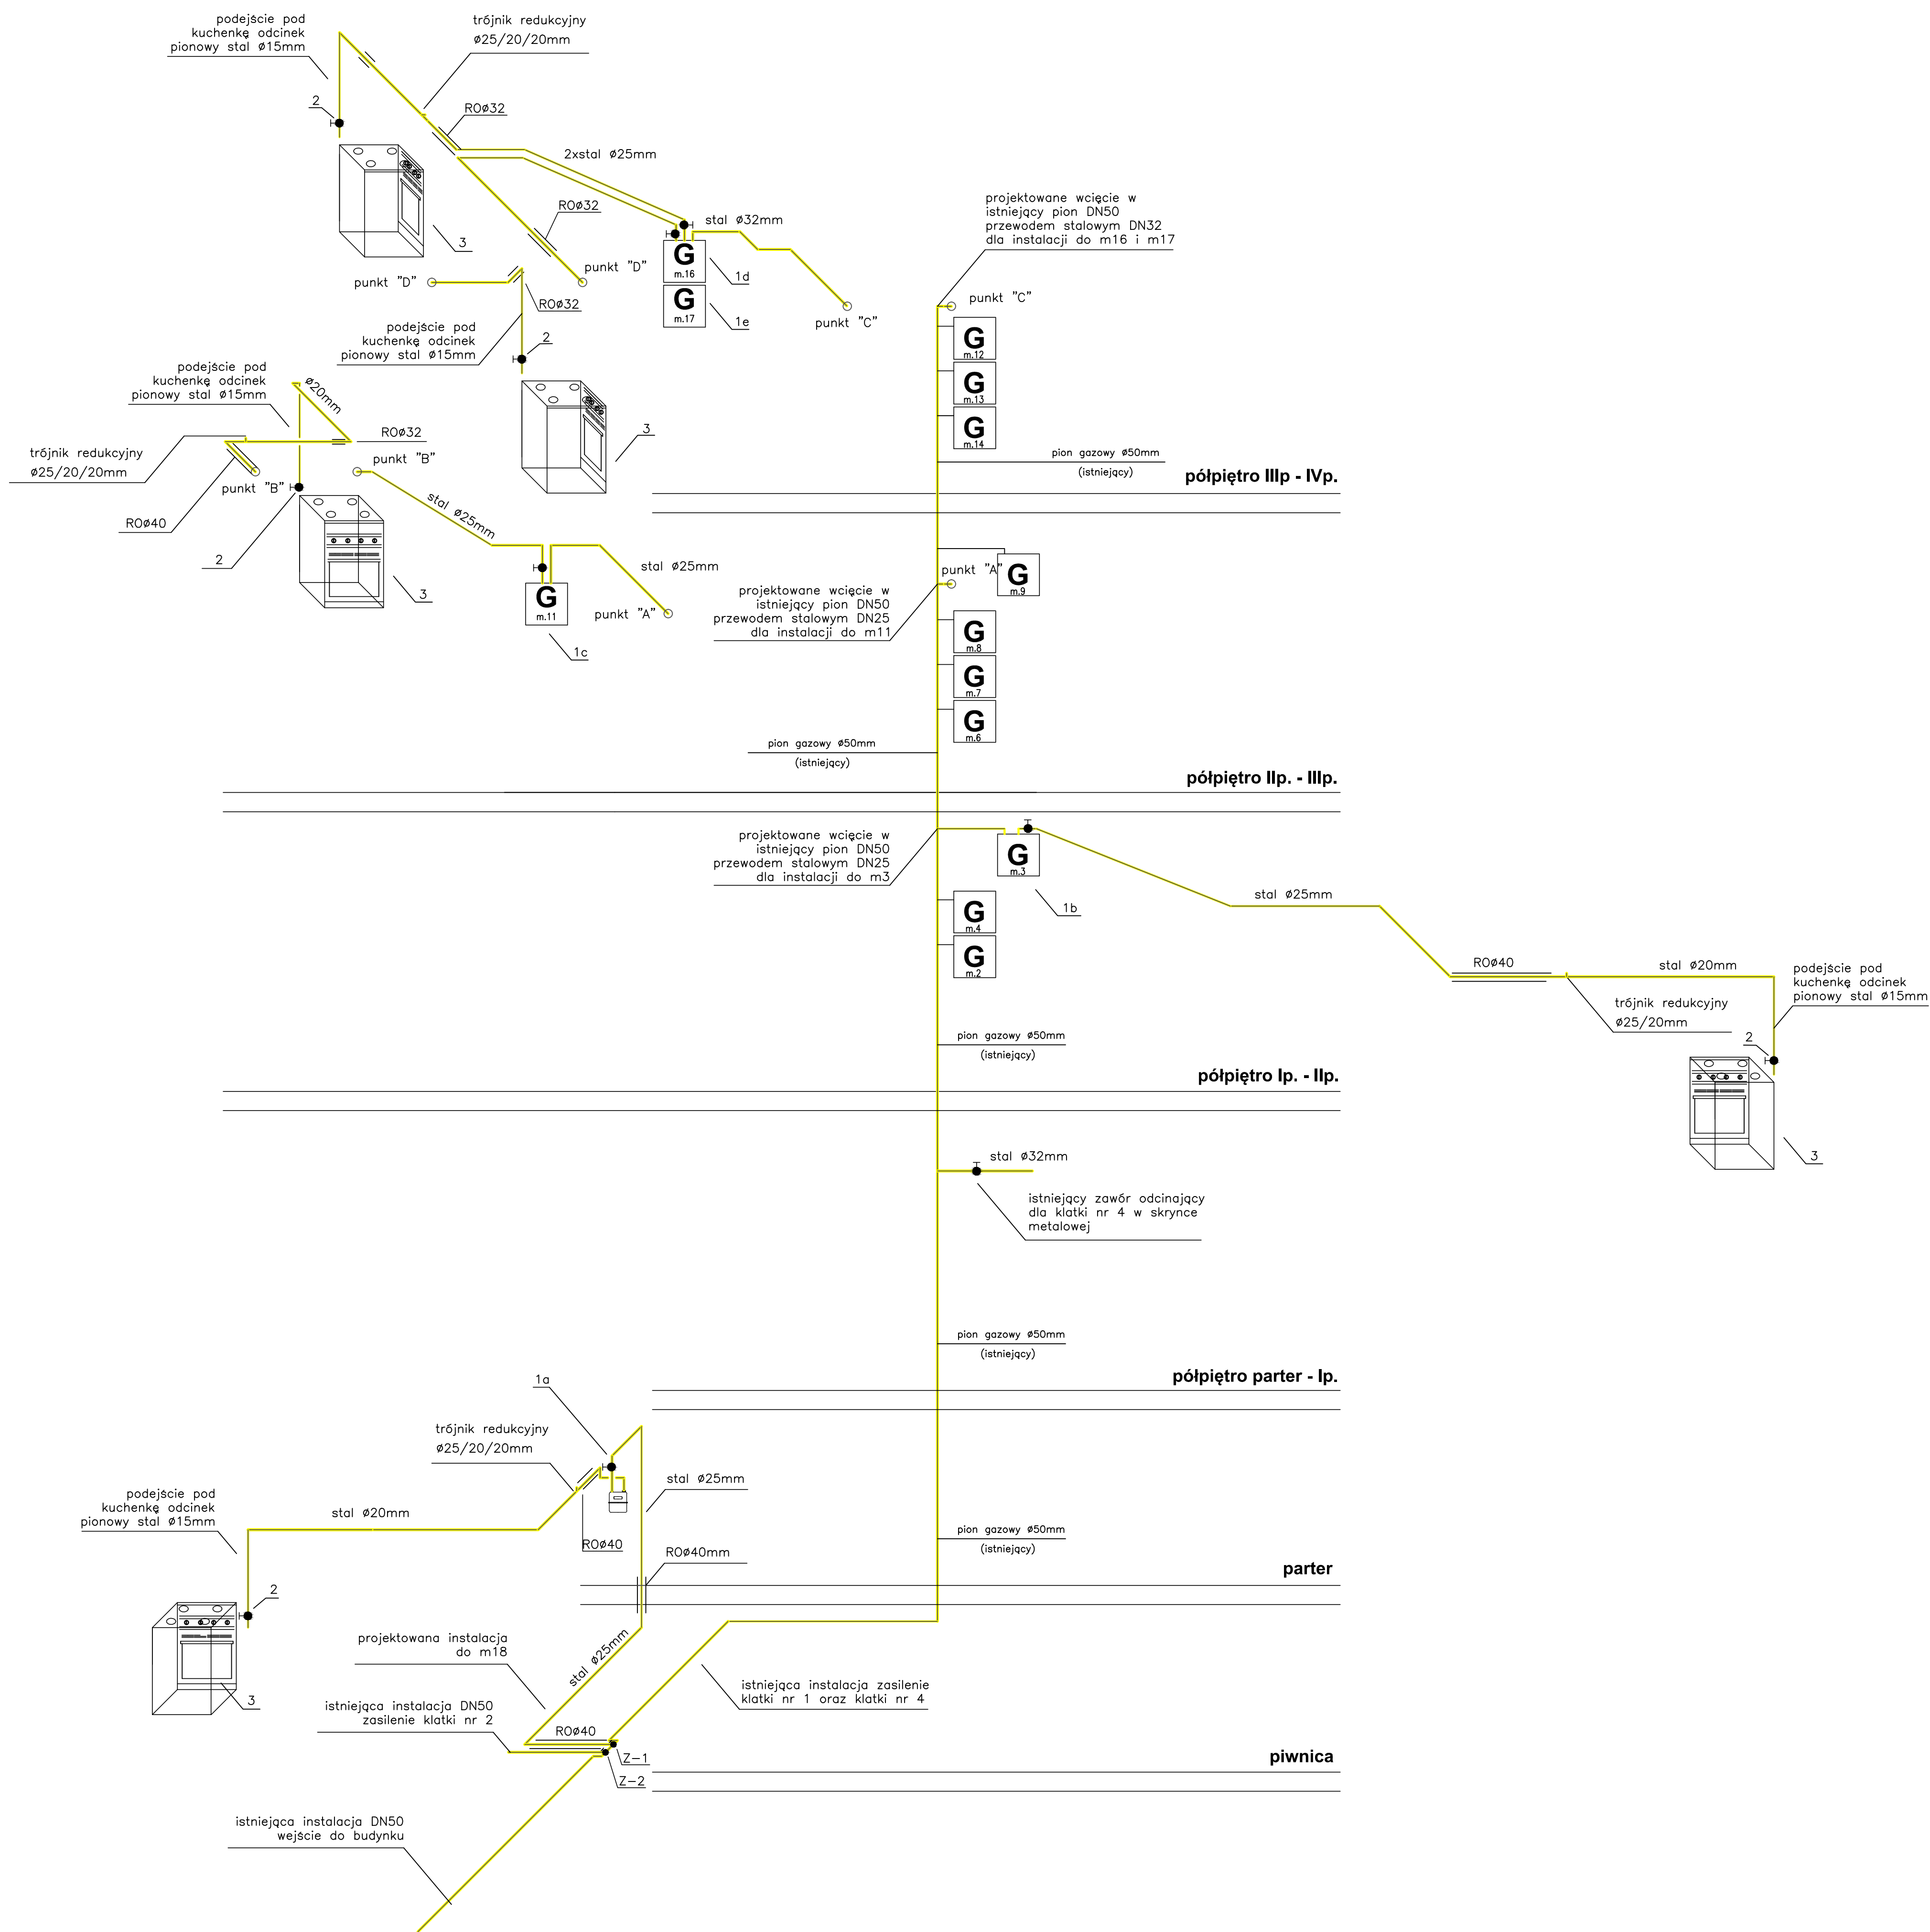 podejście pod
kuchenkę odcinek
pionowy stal ø15mm
trójnik redukcyjny
ø25/20/20mm
2
ROø32
2xstal ø25mm
3
ROø32
stal ø32mm
projektowane wcięcie w
istniejący pion DN50
przewodem stalowym DN32
dla instalacji do m16 i m17
G
m.16
1d
G
m.17
1e
punkt "D"
punkt "D"
ROø32
punkt "C"
punkt "C"
podejście pod
kuchenkę odcinek
pionowy stal ø15mm
2
3
G
m.12
G
m.13
G
m.14
podejście pod
kuchenkę odcinek
pionowy stal ø15mm
ø20mm
ROø32
trójnik redukcyjny
ø25/20/20mm
punkt "B"
punkt "B"
ROø40
2
3
stal ø25mm
pion gazowy ø50mm
(istniejący)
półpiętro IIIp - IVp.
stal ø25mm
G
m.11
punkt "A"
1c
punkt "A"
G
m.9
projektowane wcięcie w
istniejący pion DN50
przewodem stalowym DN25
dla instalacji do m11
G
m.8
G
m.7
G
m.6
pion gazowy ø50mm
(istniejący)
półpiętro IIp. - IIIp.
projektowane wcięcie w
istniejący pion DN50
przewodem stalowym DN25
dla instalacji do m3
G
m.3
1b
G
m.4
G
m.2
stal ø25mm
ROø40
stal ø20mm
podejście pod
kuchenkę odcinek
pionowy stal ø15mm
trójnik redukcyjny
ø25/20mm
2
3
pion gazowy ø50mm
(istniejący)
półpiętro Ip. - IIp.
stal ø32mm
istniejący zawór odcinający
dla klatki nr 4 w skrynce
metalowej
pion gazowy ø50mm
(istniejący)
półpiętro parter - Ip.
1a
trójnik redukcyjny
ø25/20/20mm
stal ø25mm
podejście pod
kuchenkę odcinek
pionowy stal ø15mm
stal ø20mm
ROø40
ROø40mm
pion gazowy ø50mm
(istniejący)
parter
2
3
projektowana instalacja
do m18
stal ø25mm
istniejąca instalacja zasilenie
klatki nr 1 oraz klatki nr 4
istniejąca instalacja DN50
zasilenie klatki nr 2
ROø40
Z-1
Z-2
piwnica
istniejąca instalacja DN50
wejście do budynku